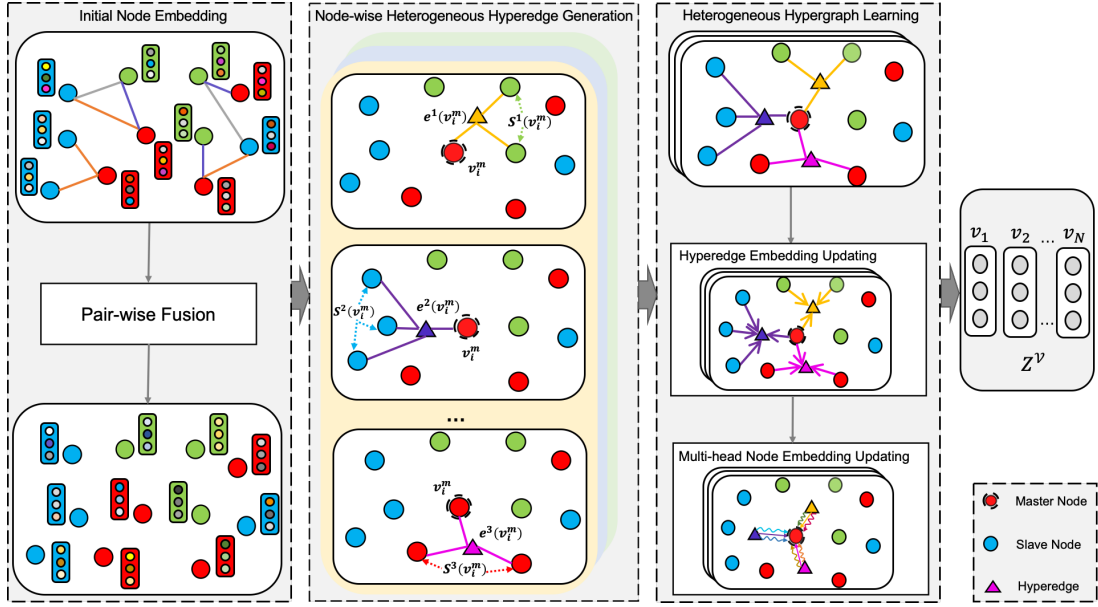 Initial Node Embedding
Pair-wise Fusion
Node-wise Heterogeneous Hyperedge Generation
e¹(vᵢᵐ)
S¹(vᵢᵐ)
vᵢᵐ
S²(vᵢᵐ)
e²(vᵢᵐ)
vᵢᵐ
...
vᵢᵐ
e³(vᵢᵐ)
S³(vᵢᵐ)
Heterogeneous Hypergraph Learning
Hyperedge Embedding Updating
Multi-head Node Embedding Updating
v₁ v₂ ... v_N
...
Z^𝒱
Master Node
Slave Node
Hyperedge